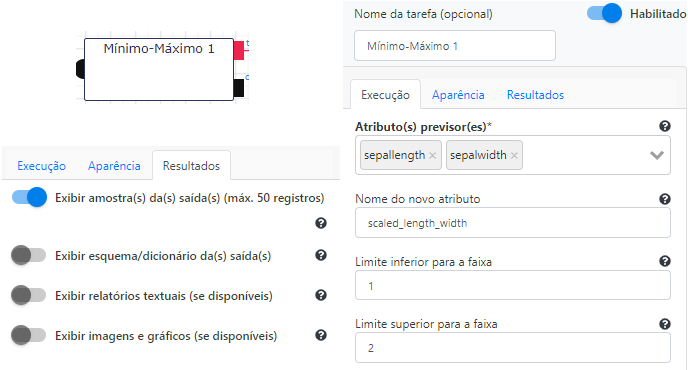 Mínimo-Máximo 1
t
c
Execução
Aparência
Resultados
Exibir amostra(s) da(s) saída(s) (máx. 50 registros)
Exibir esquema/dicionário da(s) saída(s)
Exibir relatórios textuais (se disponíveis)
Exibir imagens e gráficos (se disponíveis)
Nome da tarefa (opcional)
Habilitado
Mínimo-Máximo 1
Execução
Aparência
Resultados
Atributo(s) previsor(es)*
sepallength ×
sepalwidth ×
Nome do novo atributo
scaled_length_width
Limite inferior para a faixa
1
Limite superior para a faixa
2